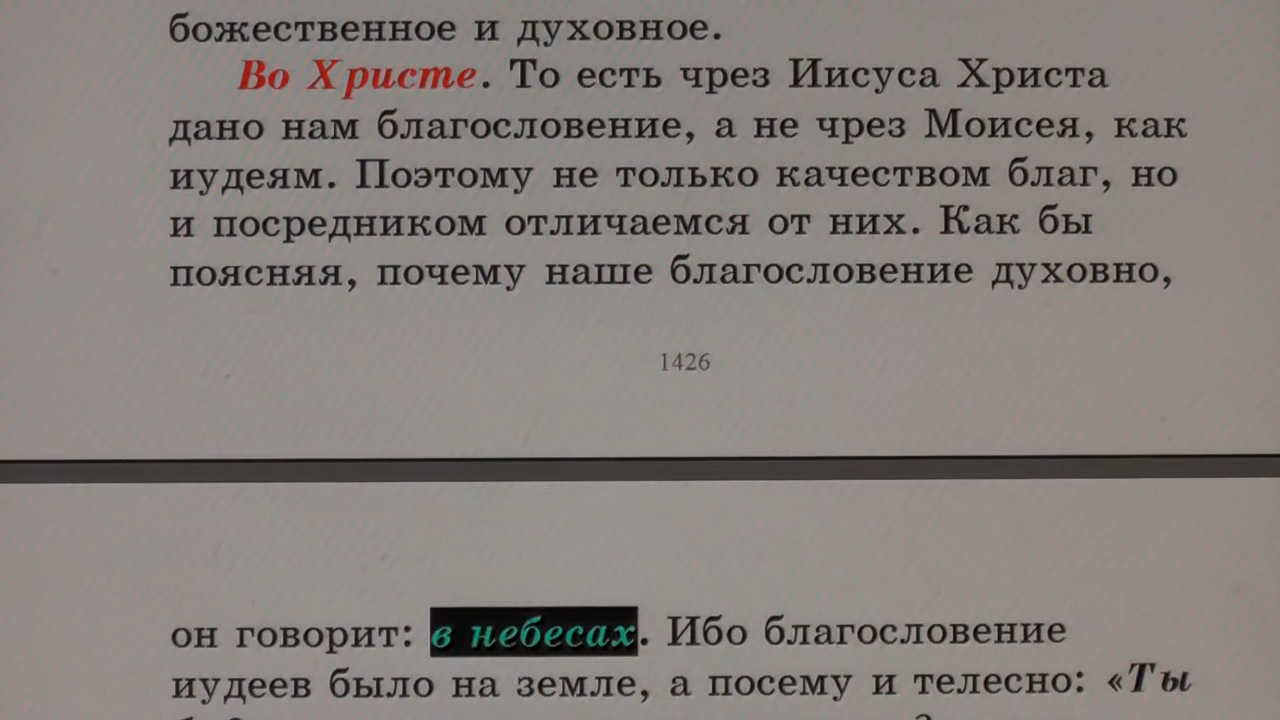 божественное и духовное.
Во Христе. То есть чрез Иисуса Христа
дано нам благословение, а не чрез Моисея, как
иудеям. Поэтому не только качеством благ, но
и посредником отличаемся от них. Как бы
поясняя, почему наше благословение духовно,
1426
он говорит: в небесах. Ибо благословение
иудеев было на земле, а посему и телесно: «Ты